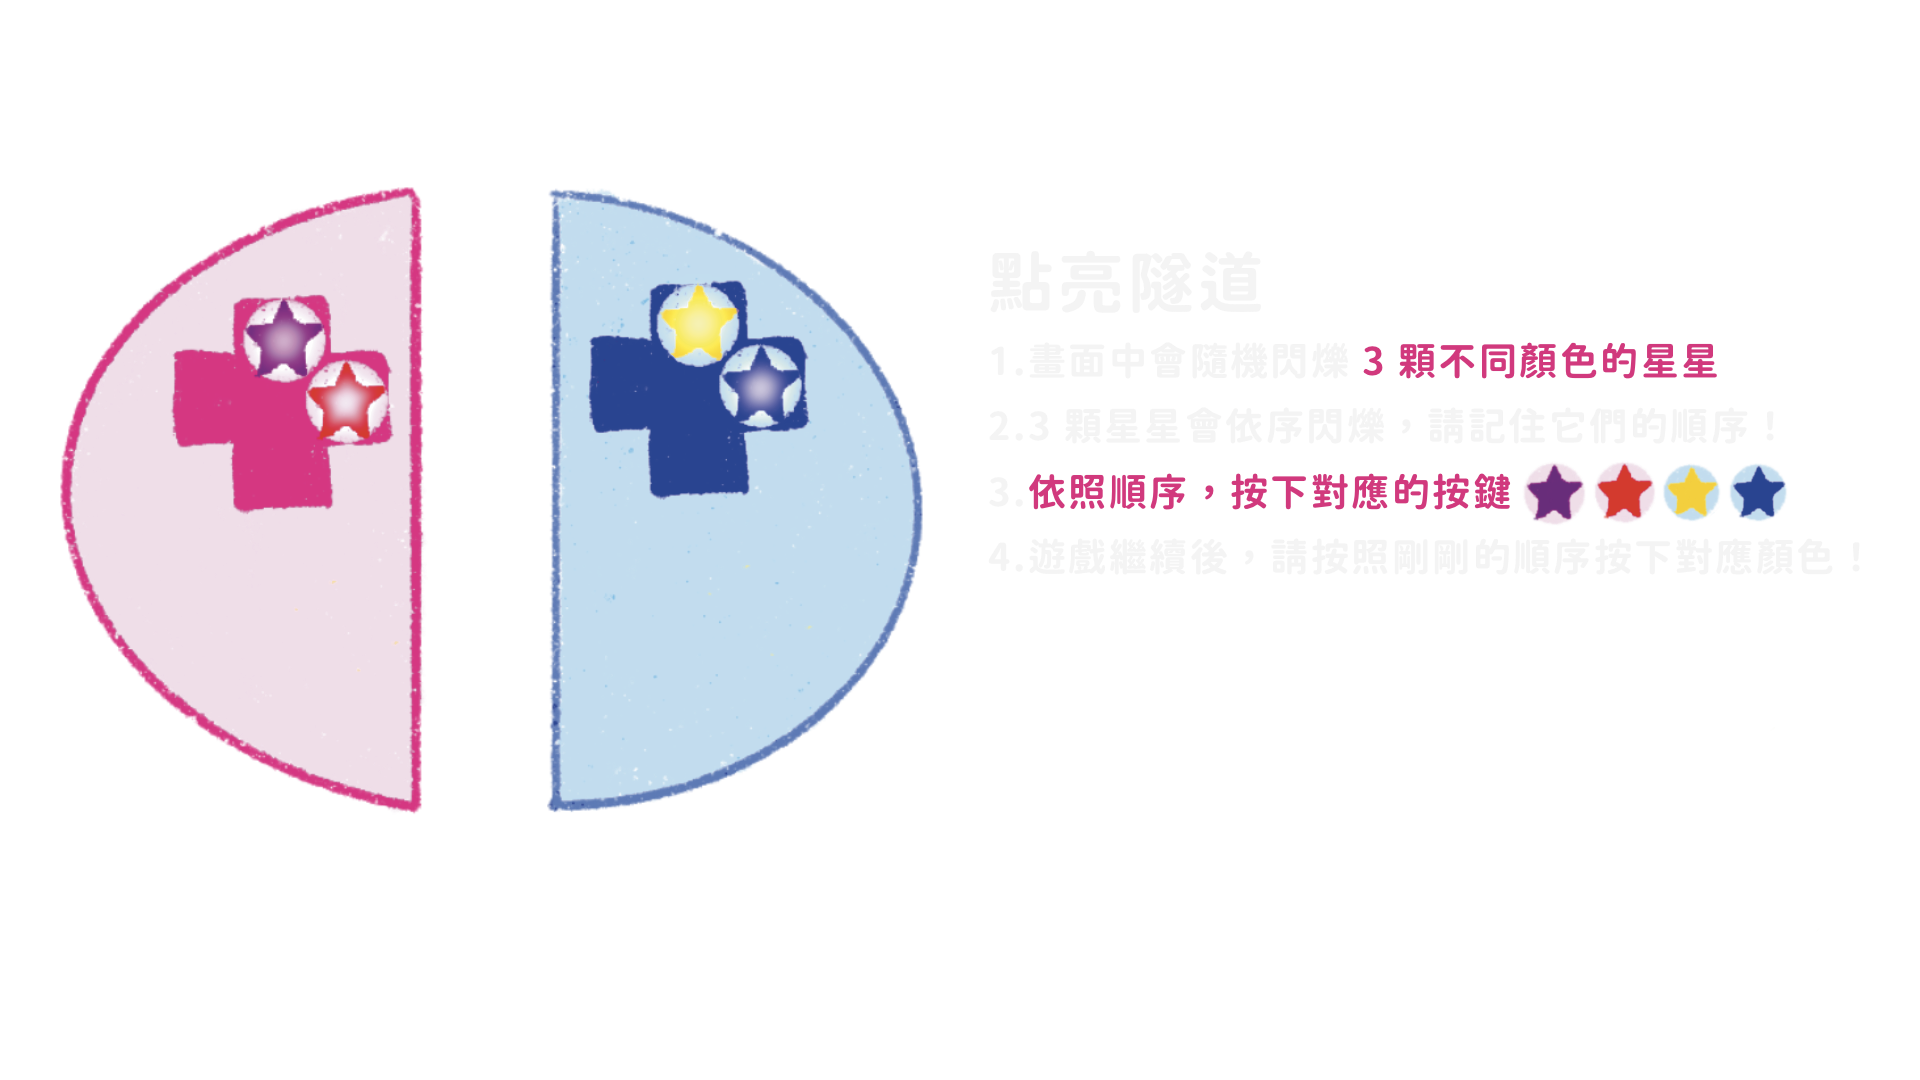 點亮隧道
1.畫面中會隨機閃爍 3 顆不同顏色的星星
2.3 顆星星會依序閃爍，請記住它們的順序！
3.依照順序，按下對應的按鍵
4.遊戲繼續後，請按照剛剛的順序按下對應顏色！